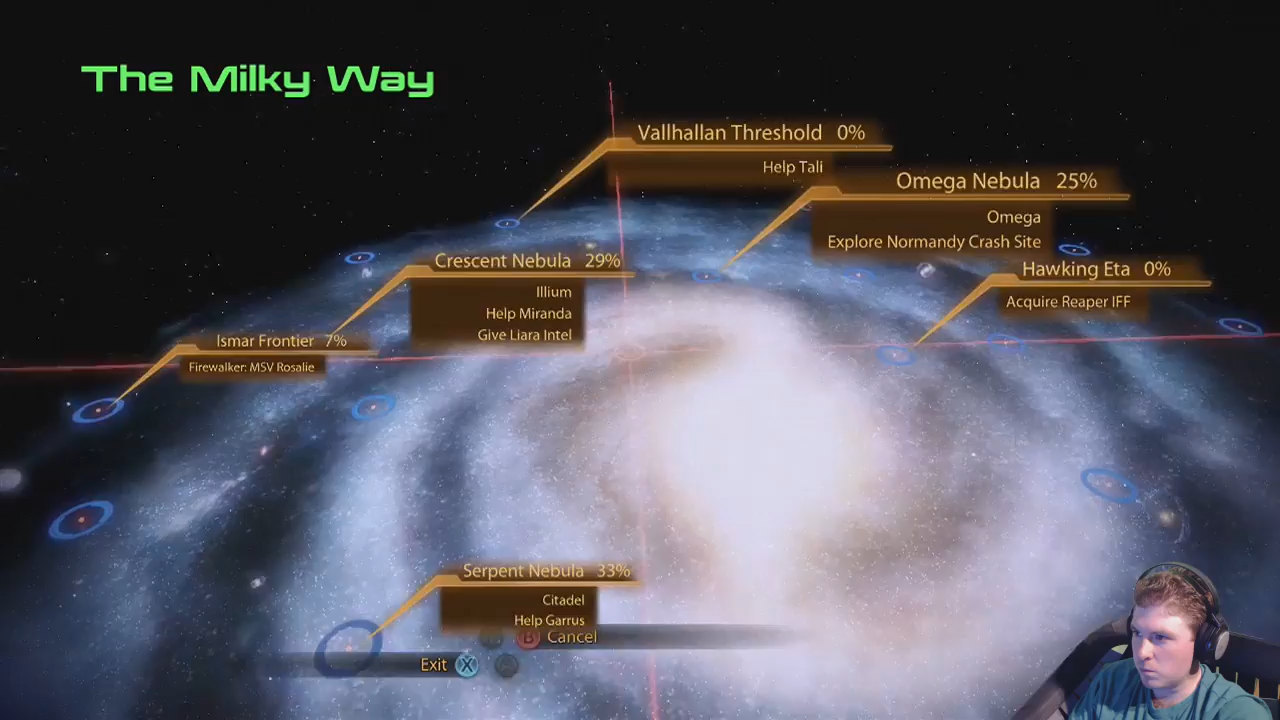 The Milky Way
Vallhallan Threshold 0%
Help Tali
Omega Nebula 25%
Omega
Explore Normandy Crash Site
Crescent Nebula 29%
Illium
Help Miranda
Give Liara Intel
Hawking Eta 0%
Acquire Reaper IFF
Ismar Frontier 7%
Firewalker: MSV Rosalie
Serpent Nebula 33%
Citadel
Help Garrus
B Cancel
Exit X